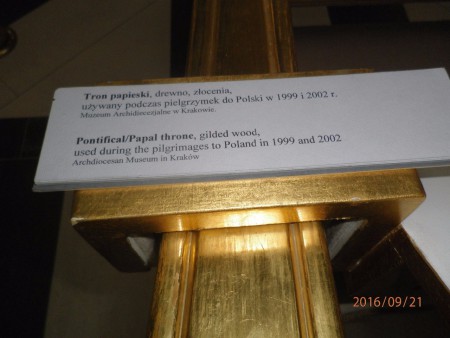 Tron papieski, drewno, złocenia,
używany podczas pielgrzymek do Polski w 1999 i 2002 r.
Muzeum Archidiecezjalne w Krakowie.
Pontifical/Papal throne, gilded wood,
used during the pilgrimages to Poland in 1999 and 2002
Archdiocesan Museum in Kraków
2016/09/21